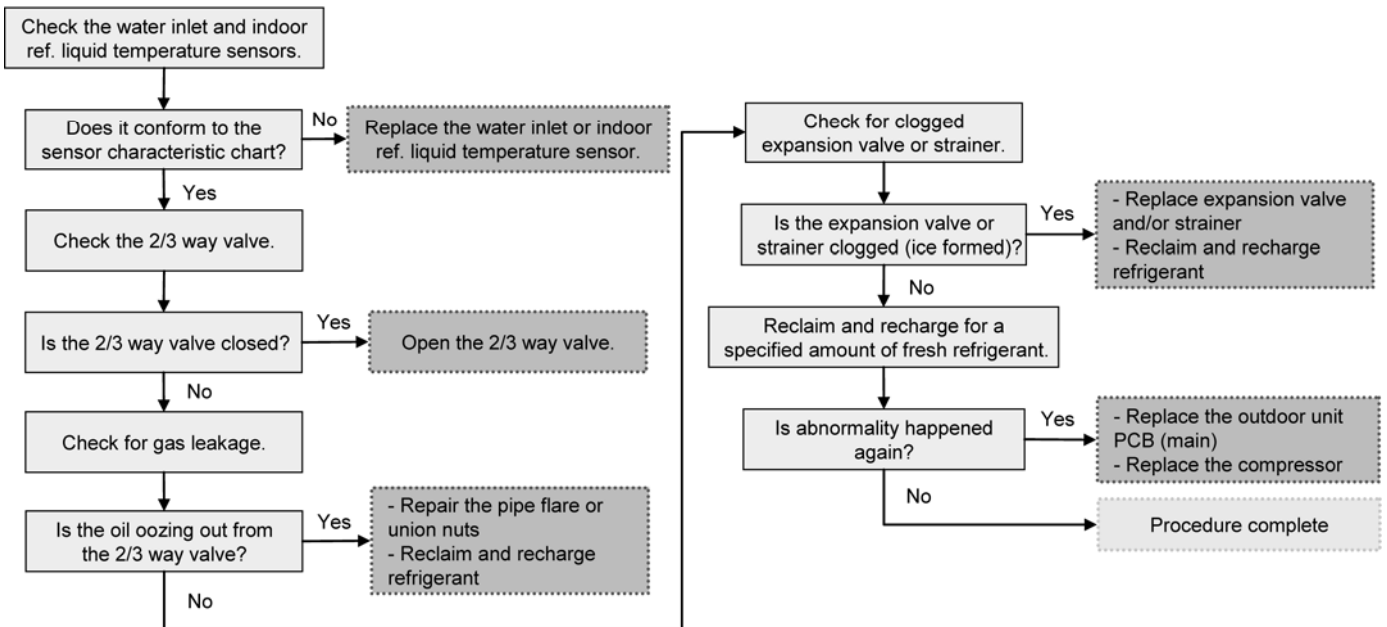 Check the water inlet and indoor
ref. liquid temperature sensors.
Does it conform to the
sensor characteristic chart?
No
Replace the water inlet or indoor
ref. liquid temperature sensor.
Yes
Check the 2/3 way valve.
Is the 2/3 way valve closed?
Yes
Open the 2/3 way valve.
No
Check for gas leakage.
Is the oil oozing out from
the 2/3 way valve?
Yes
- Repair the pipe flare or
union nuts
- Reclaim and recharge
refrigerant
No
Check for clogged
expansion valve or strainer.
Is the expansion valve or
strainer clogged (ice formed)?
Yes
- Replace expansion valve
and/or strainer
- Reclaim and recharge
refrigerant
No
Reclaim and recharge for a
specified amount of fresh refrigerant.
Is abnormality happened
again?
Yes
- Replace the outdoor unit
PCB (main)
- Replace the compressor
No
Procedure complete